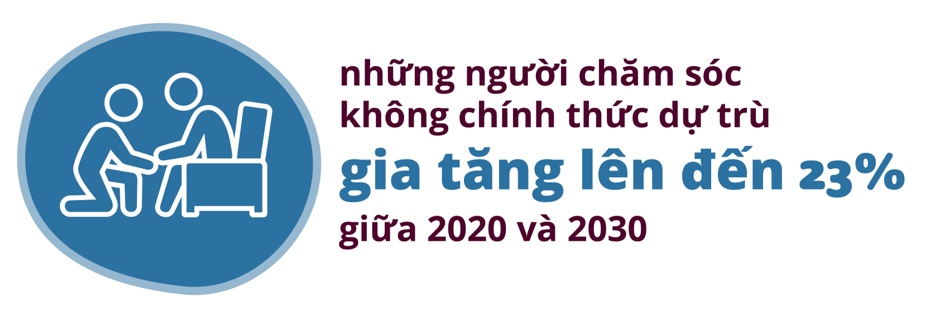 những người chăm sóc
không chính thức dự trù
gia tăng lên đến 23%
giữa 2020 và 2030